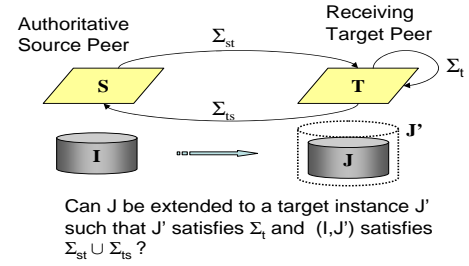 Authoritative
Source Peer
Receiving
Target Peer
Σst
Σt
S
T
Σts
J’
I
J
Can J be extended to a target instance J’
such that J’ satisfies Σt and (I,J’) satisfies
Σst ∪ Σts ?